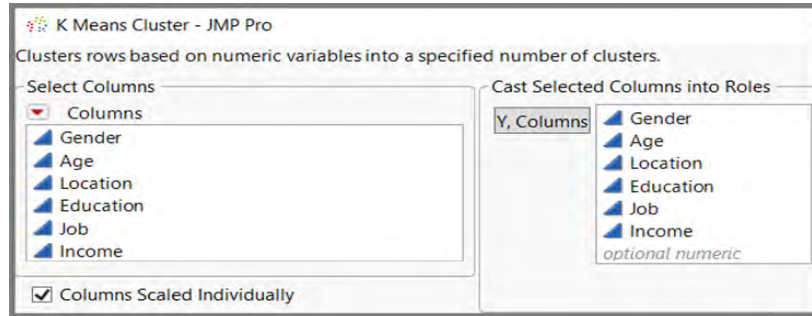 K Means Cluster - JMP Pro
Clusters rows based on numeric variables into a specified number of clusters.
Select Columns
Columns
Gender
Age
Location
Education
Job
Income
Columns Scaled Individually
Cast Selected Columns into Roles
Y, Columns
Gender
Age
Location
Education
Job
Income
optional numeric